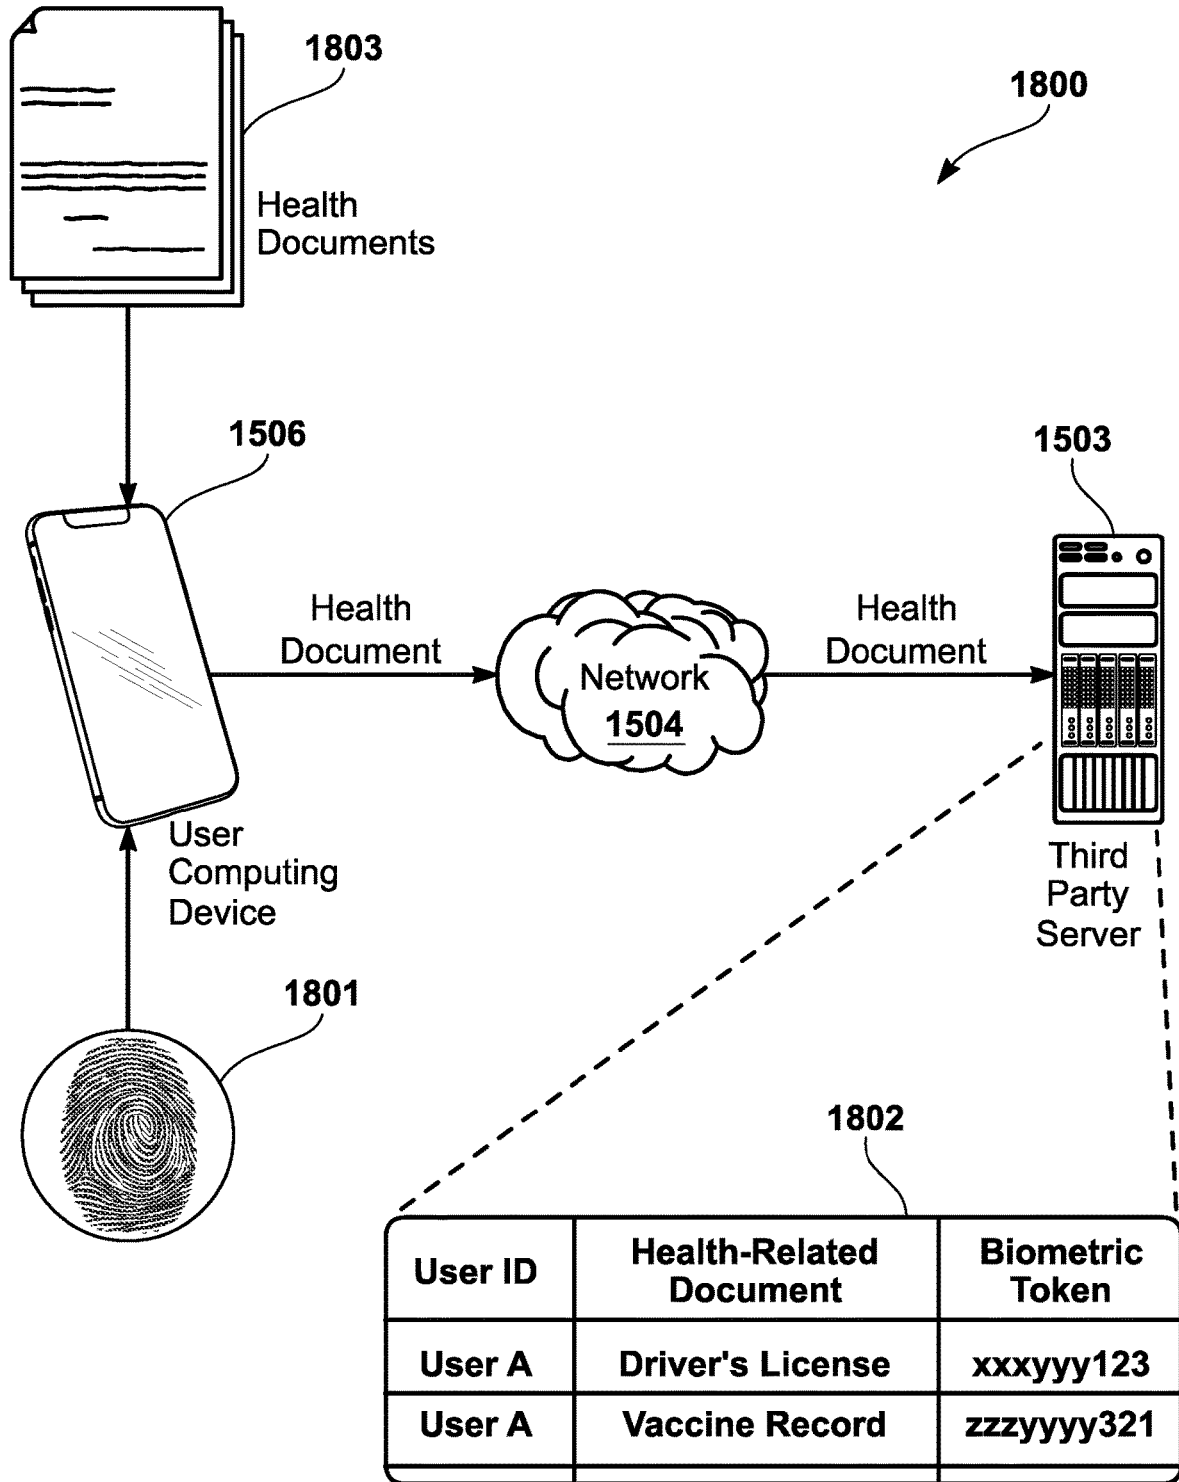 1803
1800
Health
Documents
1506
1503
Health
Document
Health
Document
Network
1504
User
Computing
Device
Third
Party
Server
1801
1802
User ID
Health-Related
Document
Biometric
Token
User A
Driver's License
xxxyyy123
User A
Vaccine Record
zzzyyyy321